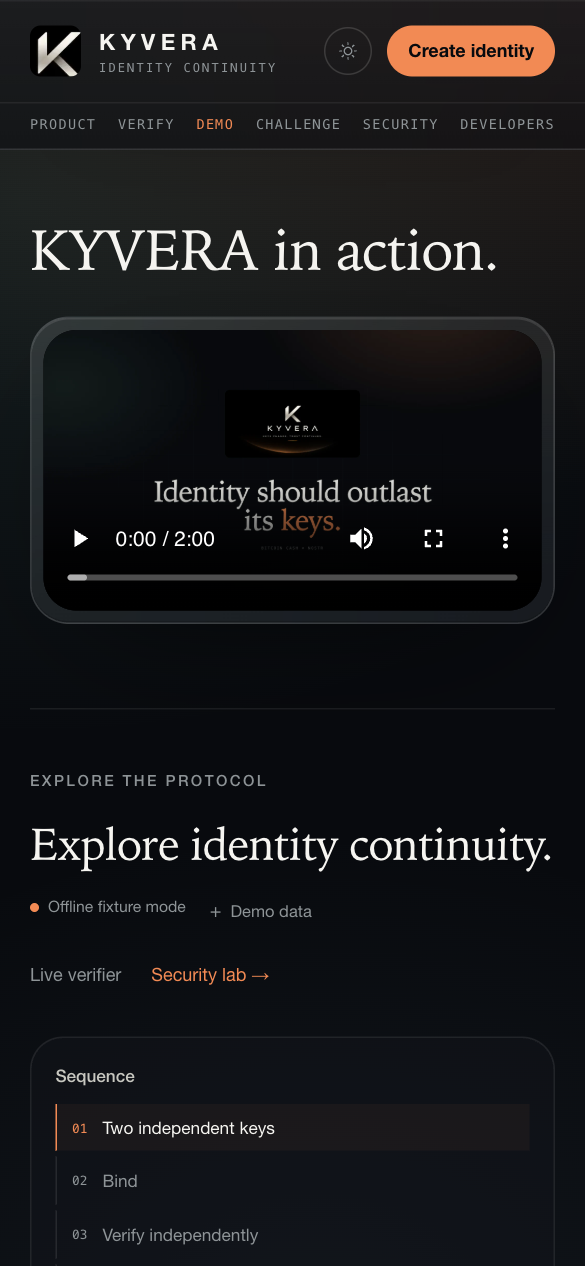 KYVERA
IDENTITY CONTINUITY
Create identity
PRODUCT VERIFY DEMO CHALLENGE SECURITY DEVELOPERS
KYVERA in action.
KYVERA
Identity should outlast
its keys.
0:00 / 2:00
EXPLORE THE PROTOCOL
Explore identity continuity.
Offline fixture mode + Demo data
Live verifier Security lab →
Sequence
01 Two independent keys
02 Bind
03 Verify independently